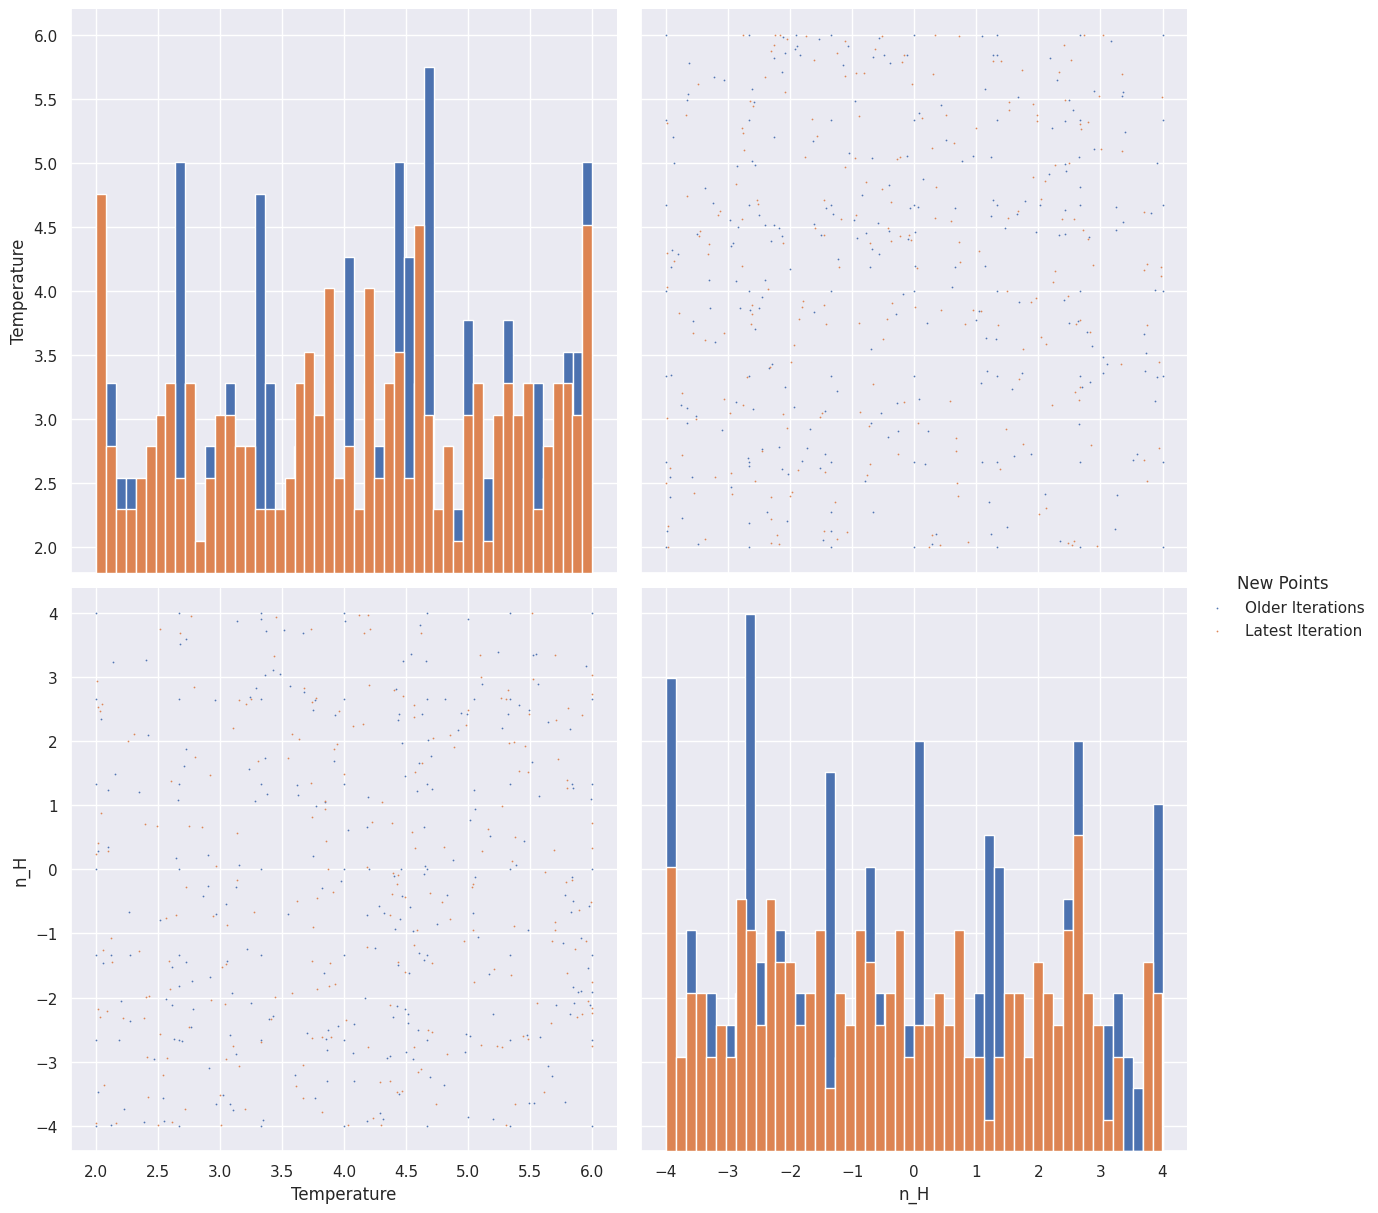 6.0
5.5
5.0
4.5
4.0
3.5
3.0
2.5
2.0
Temperature
New Points
Older Iterations
Latest Iteration
4
3
2
1
0
−1
−2
−3
−4
n_H
2.0 2.5 3.0 3.5 4.0 4.5 5.0 5.5 6.0
Temperature
−4 −3 −2 −1 0 1 2 3 4
n_H